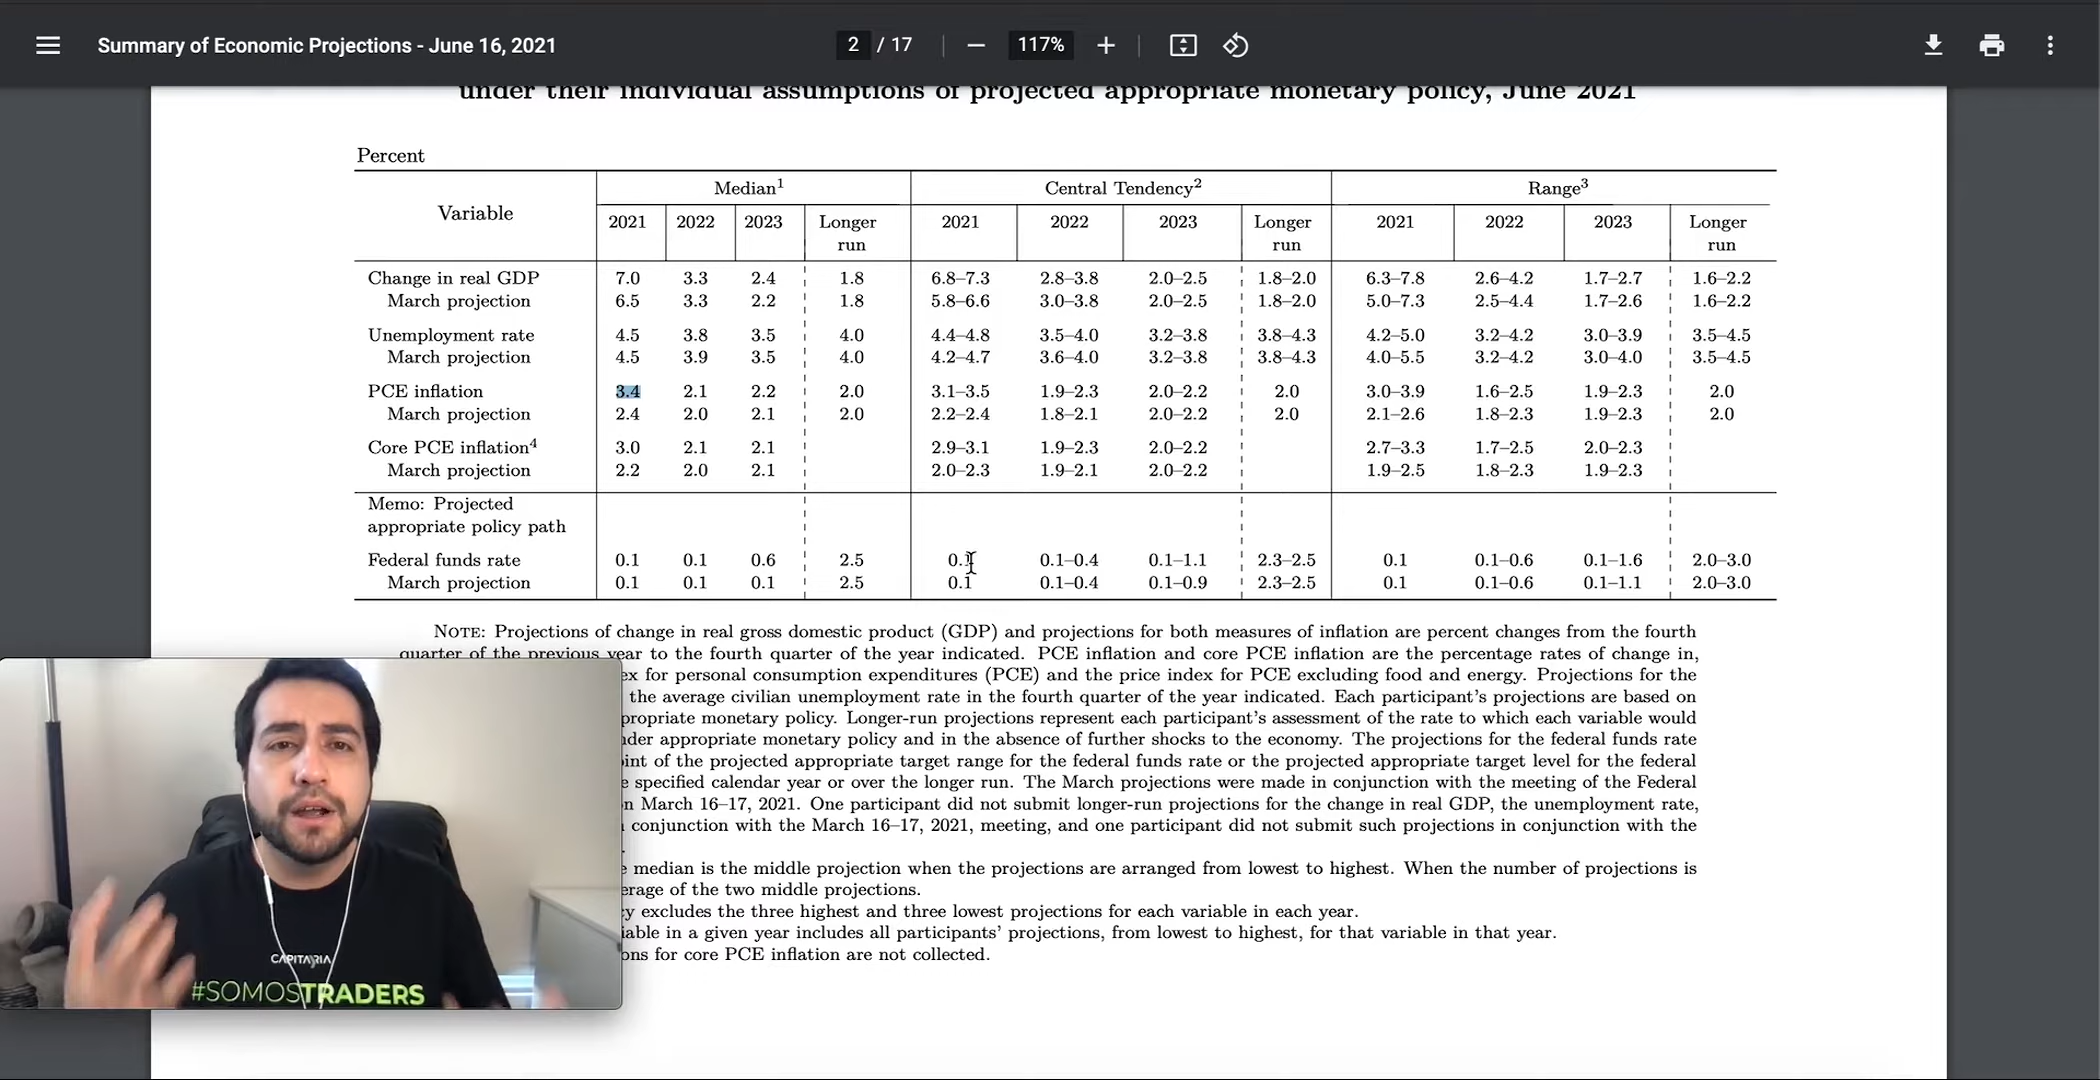 Summary of Economic Projections - June 16, 2021
2 / 17
117%
under their individual assumptions of projected appropriate monetary policy, June 2021
Percent
Variable Median¹ Central Tendency² Range³
2021 2022 2023 Longer run 2021 2022 2023 Longer run 2021 2022 2023 Longer run
Change in real GDP 7.0 3.3 2.4 1.8 6.8–7.3 2.8–3.8 2.0–2.5 1.8–2.0 6.3–7.8 2.6–4.2 1.7–2.7 1.6–2.2
March projection 6.5 3.3 2.2 1.8 5.8–6.6 3.0–3.8 2.0–2.5 1.8–2.0 5.0–7.3 2.5–4.4 1.7–2.6 1.6–2.2
Unemployment rate 4.5 3.8 3.5 4.0 4.4–4.8 3.5–4.0 3.2–3.8 3.8–4.3 4.2–5.0 3.2–4.2 3.0–3.9 3.5–4.5
March projection 4.5 3.9 3.5 4.0 4.2–4.7 3.6–4.0 3.2–3.8 3.8–4.3 4.0–5.5 3.2–4.2 3.0–4.0 3.5–4.5
PCE inflation 3.4 2.1 2.2 2.0 3.1–3.5 1.9–2.3 2.0–2.2 2.0 3.0–3.9 1.6–2.5 1.9–2.3 2.0
March projection 2.4 2.0 2.1 2.0 2.2–2.4 1.8–2.1 2.0–2.2 2.0 2.1–2.6 1.8–2.3 1.9–2.3 2.0
Core PCE inflation⁴ 3.0 2.1 2.1 2.9–3.1 1.9–2.3 2.0–2.2 2.7–3.3 1.7–2.5 2.0–2.3
March projection 2.2 2.0 2.1 2.0–2.3 1.9–2.1 2.0–2.2 1.9–2.5 1.8–2.3 1.9–2.3
Memo: Projected
appropriate policy path
Federal funds rate 0.1 0.1 0.6 2.5 0.1 0.1–0.4 0.1–1.1 2.3–2.5 0.1 0.1–0.6 0.1–1.6 2.0–3.0
March projection 0.1 0.1 0.1 2.5 0.1 0.1–0.4 0.1–0.9 2.3–2.5 0.1 0.1–0.6 0.1–1.1 2.0–3.0
NOTE: Projections of change in real gross domestic product (GDP) and projections for both measures of inflation are percent changes from the fourth
quarter of the previous year to the fourth quarter of the year indicated. PCE inflation and core PCE inflation are the percentage rates of change in,
ex for personal consumption expenditures (PCE) and the price index for PCE excluding food and energy. Projections for the
the average civilian unemployment rate in the fourth quarter of the year indicated. Each participant's projections are based on
propriate monetary policy. Longer-run projections represent each participant's assessment of the rate to which each variable would
nder appropriate monetary policy and in the absence of further shocks to the economy. The projections for the federal funds rate
int of the projected appropriate target range for the federal funds rate or the projected appropriate target level for the federal
e specified calendar year or over the longer run. The March projections were made in conjunction with the meeting of the Federal
n March 16–17, 2021. One participant did not submit longer-run projections for the change in real GDP, the unemployment rate,
conjunction with the March 16–17, 2021, meeting, and one participant did not submit such projections in conjunction with the
e median is the middle projection when the projections are arranged from lowest to highest. When the number of projections is
erage of the two middle projections.
cy excludes the three highest and three lowest projections for each variable in each year.
iable in a given year includes all participants' projections, from lowest to highest, for that variable in that year.
ons for core PCE inflation are not collected.
CAPITARIA
#SOMOSTRADERS